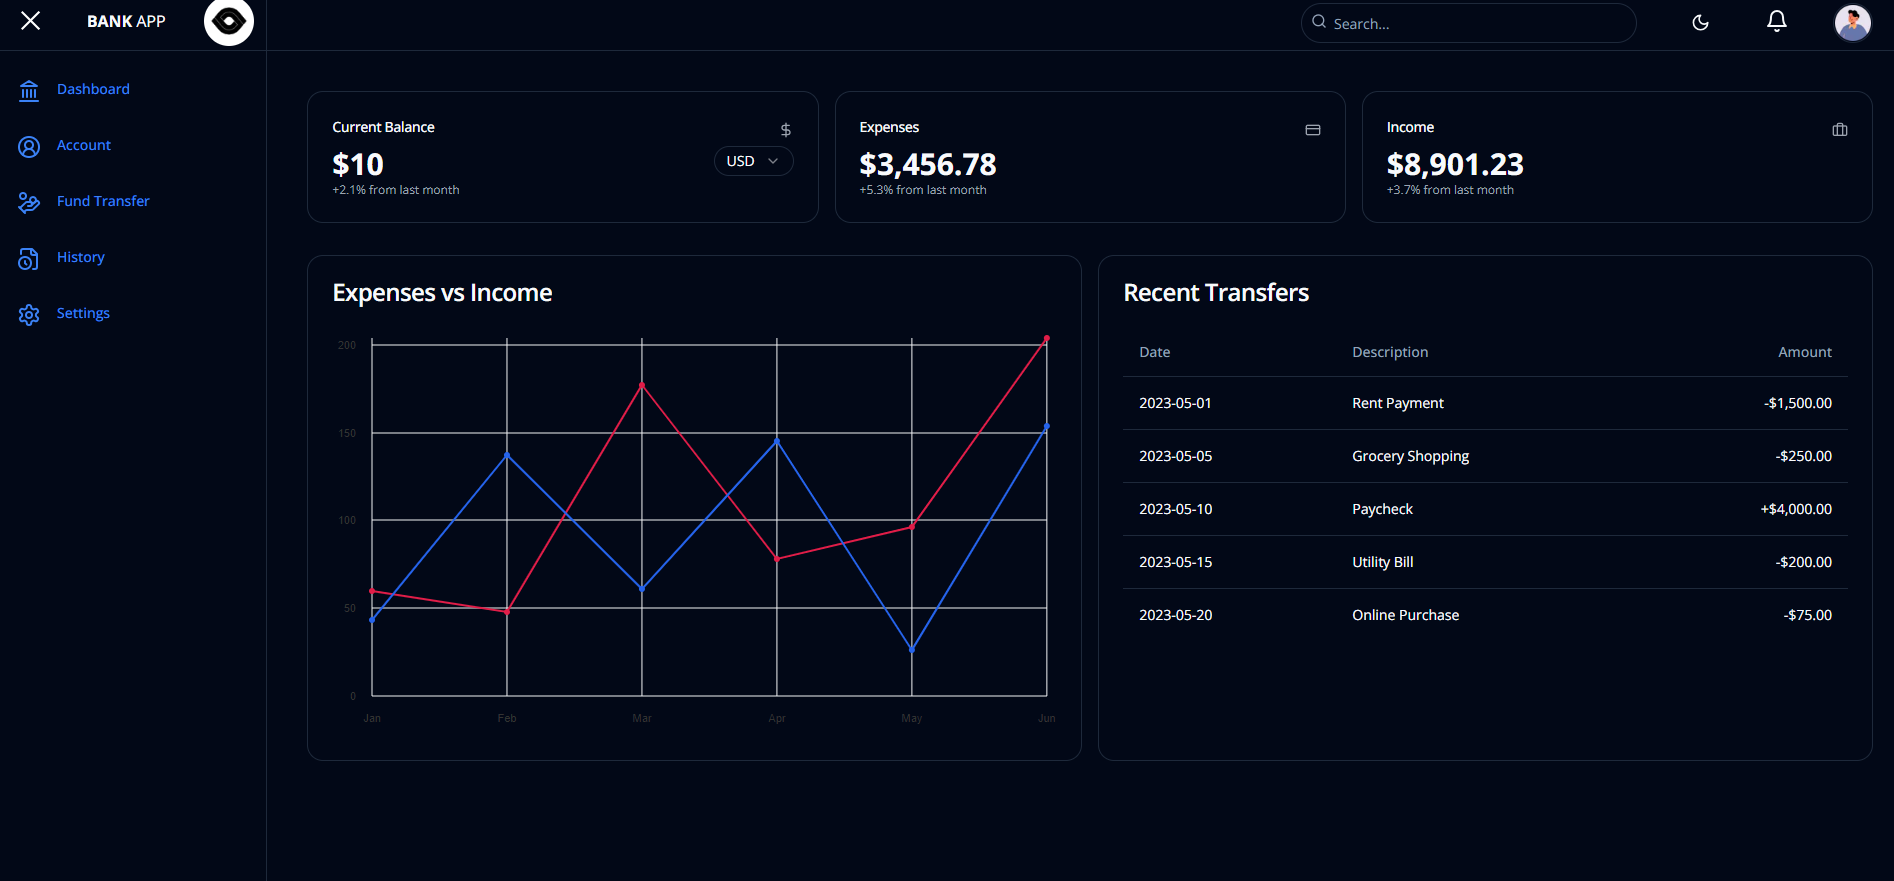 BANK APP
Search...
Dashboard
Account
Fund Transfer
History
Settings
Current Balance
$10
USD
+2.1% from last month
Expenses
$3,456.78
+5.3% from last month
Income
$8,901.23
+3.7% from last month
Expenses vs Income
200
150
100
50
0
Jan Feb Mar Apr May Jun
Recent Transfers
Date Description Amount
2023-05-01 Rent Payment -$1,500.00
2023-05-05 Grocery Shopping -$250.00
2023-05-10 Paycheck +$4,000.00
2023-05-15 Utility Bill -$200.00
2023-05-20 Online Purchase -$75.00